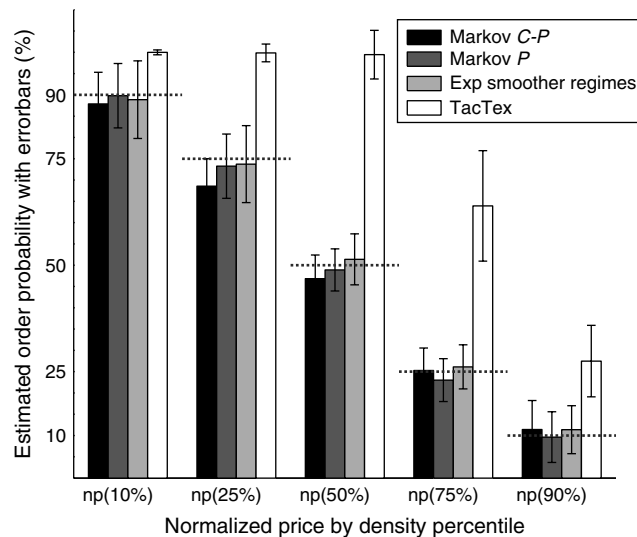 Estimated order probability with errorbars (%)
90
75
50
25
10
Markov C-P
Markov P
Exp smoother regimes
TacTex
np(10%)
np(25%)
np(50%)
np(75%)
np(90%)
Normalized price by density percentile